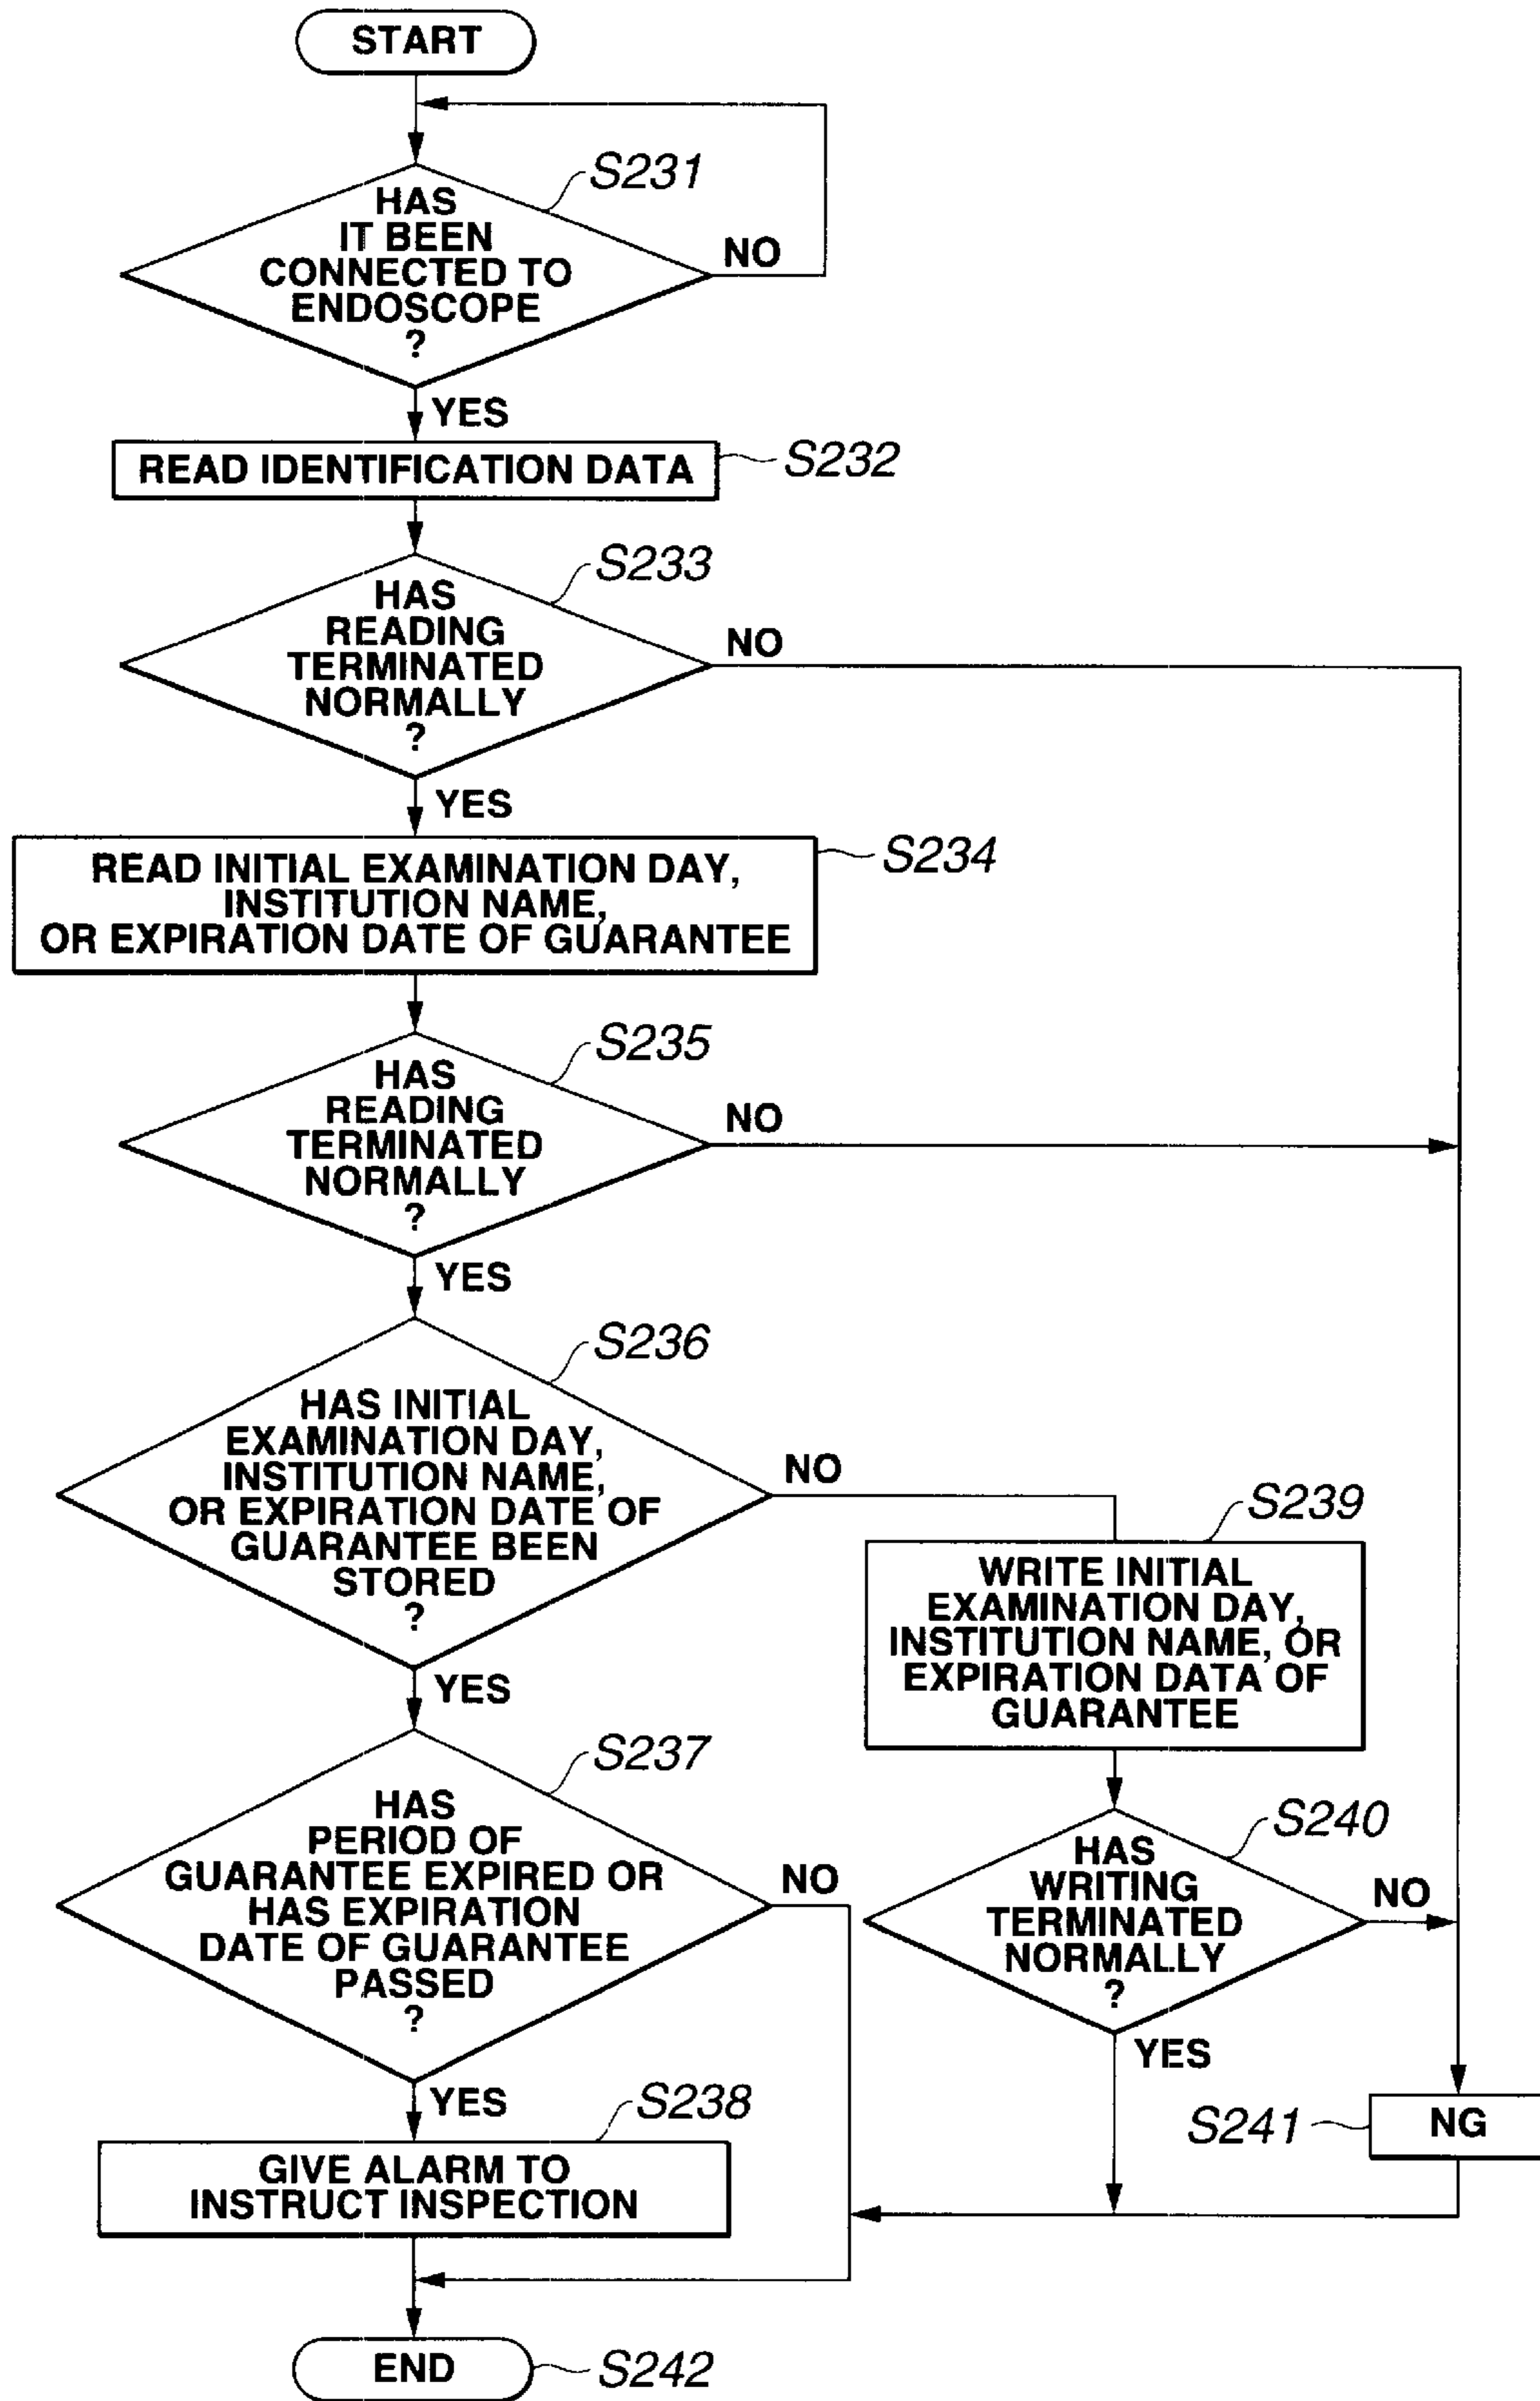 START
S231
HAS
IT BEEN
CONNECTED TO
ENDOSCOPE
?
NO
YES
READ IDENTIFICATION DATA
S232
S233
HAS
READING
TERMINATED
NORMALLY
?
NO
YES
READ INITIAL EXAMINATION DAY,
INSTITUTION NAME,
OR EXPIRATION DATE OF GUARANTEE
S234
S235
HAS
READING
TERMINATED
NORMALLY
?
NO
YES
S236
HAS INITIAL
EXAMINATION DAY,
INSTITUTION NAME,
OR EXPIRATION DATE OF
GUARANTEE BEEN
STORED
?
NO
YES
S239
WRITE INITIAL
EXAMINATION DAY,
INSTITUTION NAME, OR
EXPIRATION DATA OF
GUARANTEE
S237
HAS
PERIOD OF
GUARANTEE EXPIRED OR
HAS EXPIRATION
DATE OF GUARANTEE
PASSED
?
NO
YES
S240
HAS
WRITING
TERMINATED
NORMALLY
?
NO
YES
S238
GIVE ALARM TO
INSTRUCT INSPECTION
S241
NG
END
S242